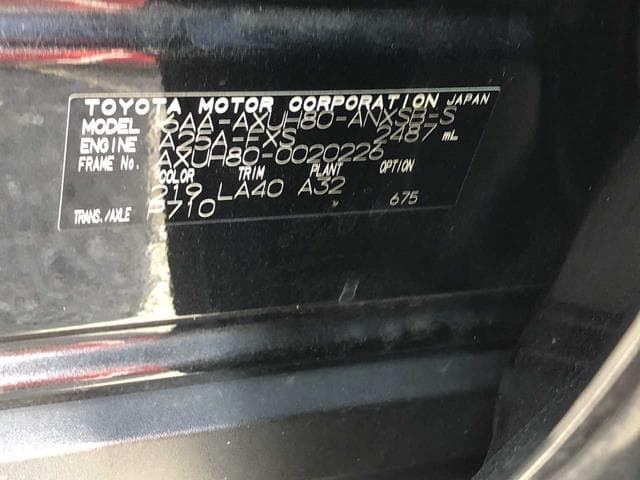 TOYOTA MOTOR CORPORATION JAPAN
MODEL 6AA-AXUH80-ANXSB-S
ENGINE A25A-FXS 2487 mL
FRAME No. AXUH80-0020226
COLOR TRIM PLANT OPTION
219 LA40 A32
TRANS./AXLE P710 675